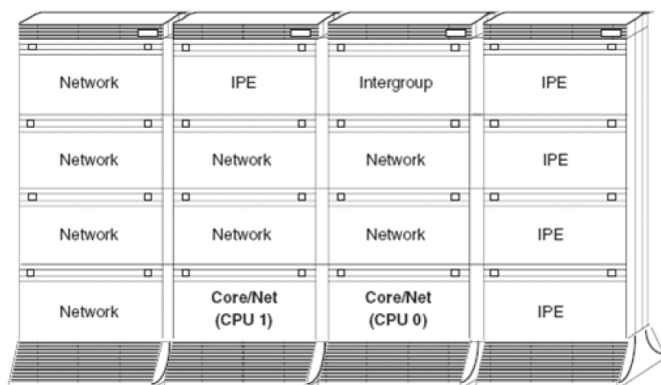 Network IPE Intergroup IPE
Network Network Network IPE
Network Network Network IPE
Network Core/Net Core/Net IPE
(CPU 1) (CPU 0)